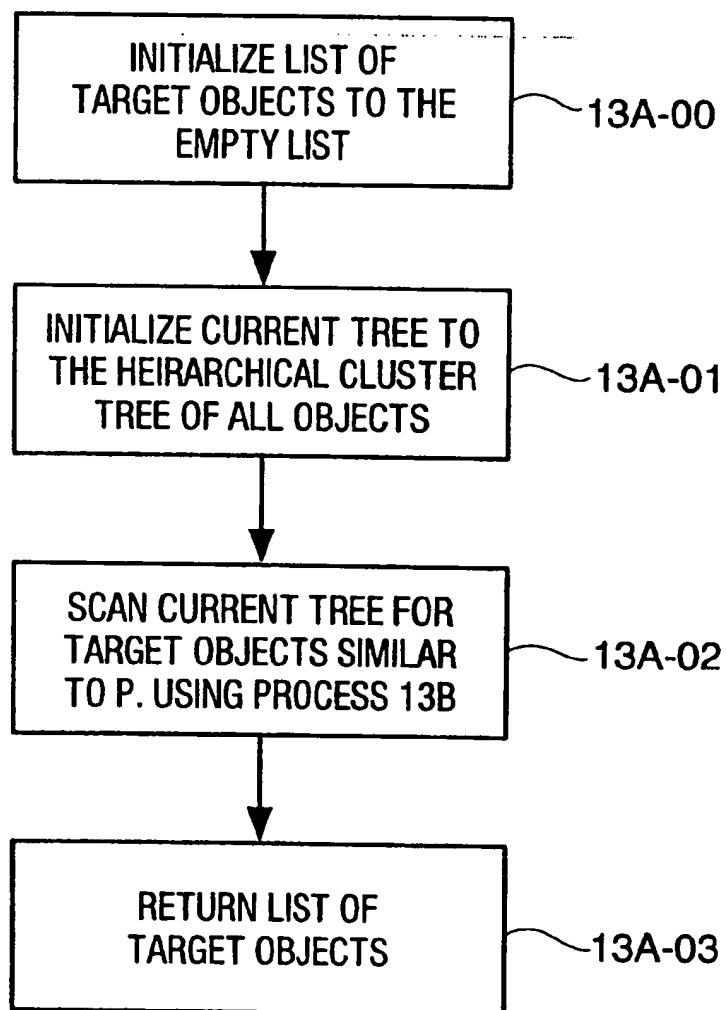 INITIALIZE LIST OF
TARGET OBJECTS TO THE
EMPTY LIST
13A-00
INITIALIZE CURRENT TREE TO
THE HEIRARCHICAL CLUSTER
TREE OF ALL OBJECTS
13A-01
SCAN CURRENT TREE FOR
TARGET OBJECTS SIMILAR
TO P. USING PROCESS 13B
13A-02
RETURN LIST OF
TARGET OBJECTS
13A-03